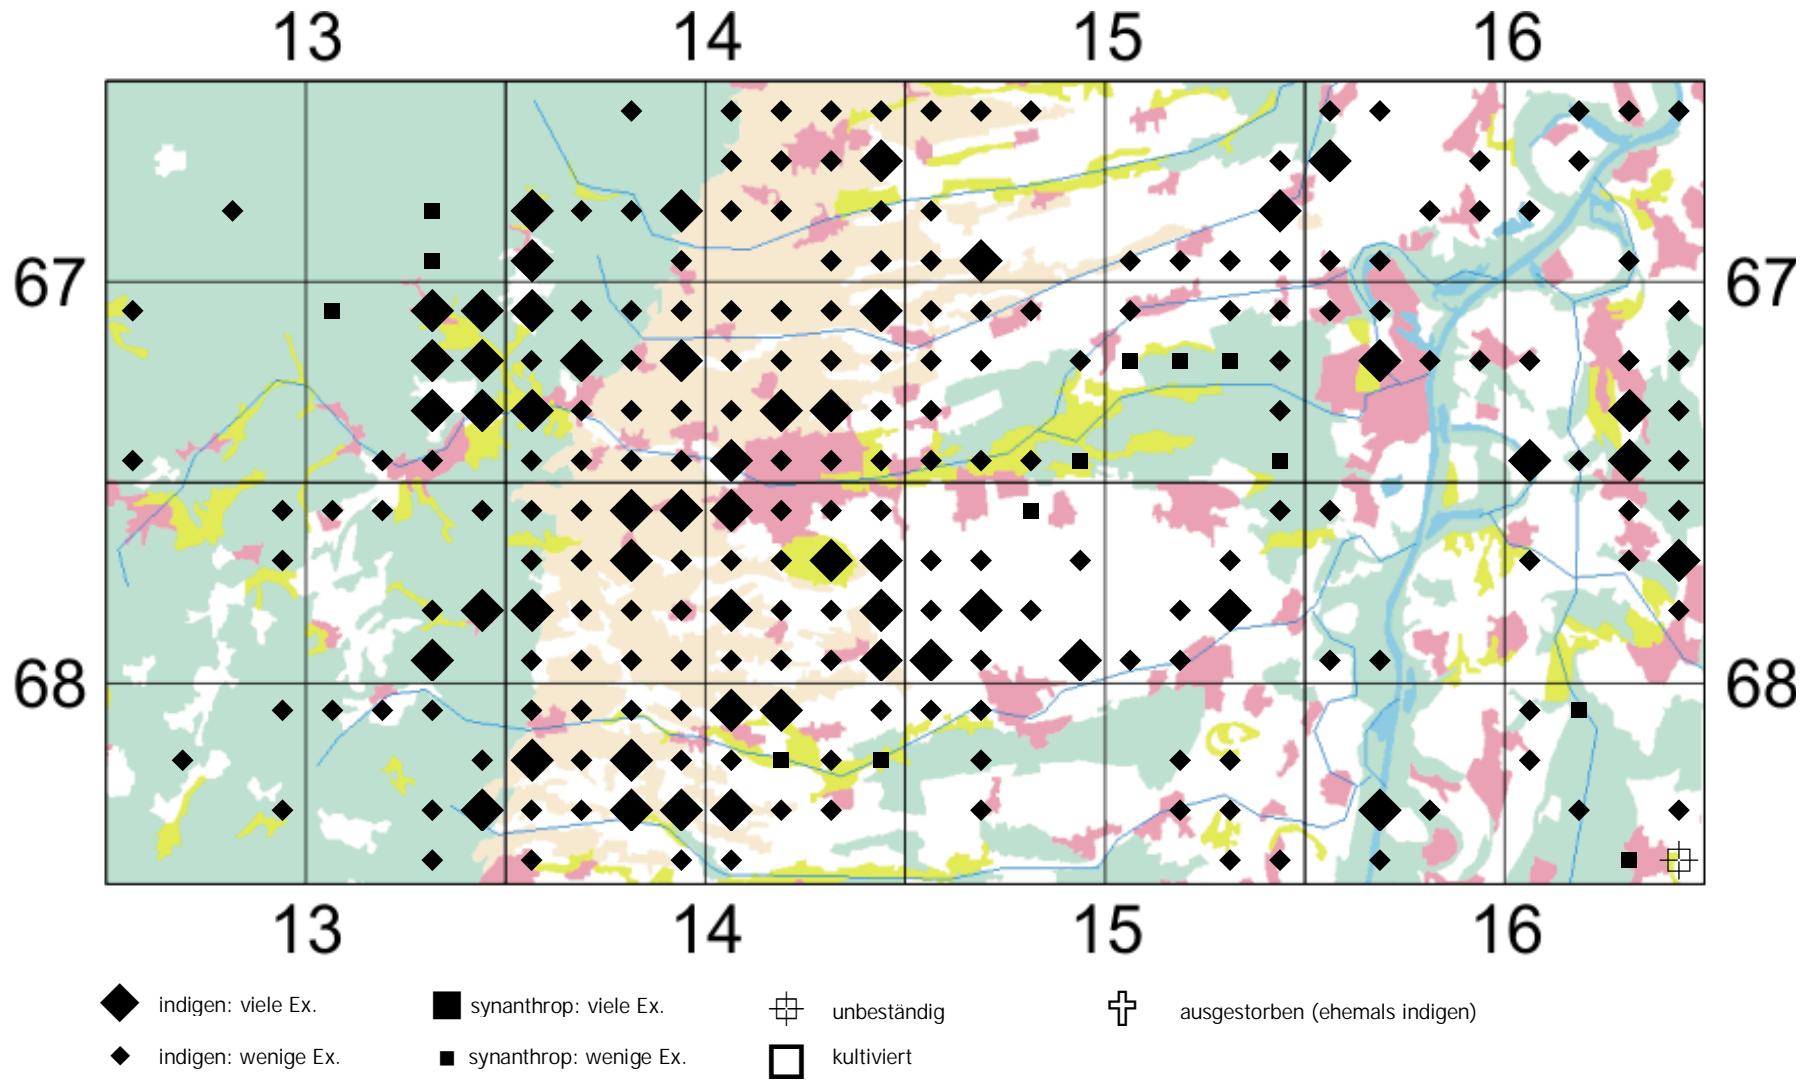 13 14 15 16
67 67
68 68
13 14 15 16
indigen: viele Ex. synanthrop: viele Ex. unbeständig ausgestorben (ehemals indigen)
indigen: wenige Ex. synanthrop: wenige Ex. kultiviert